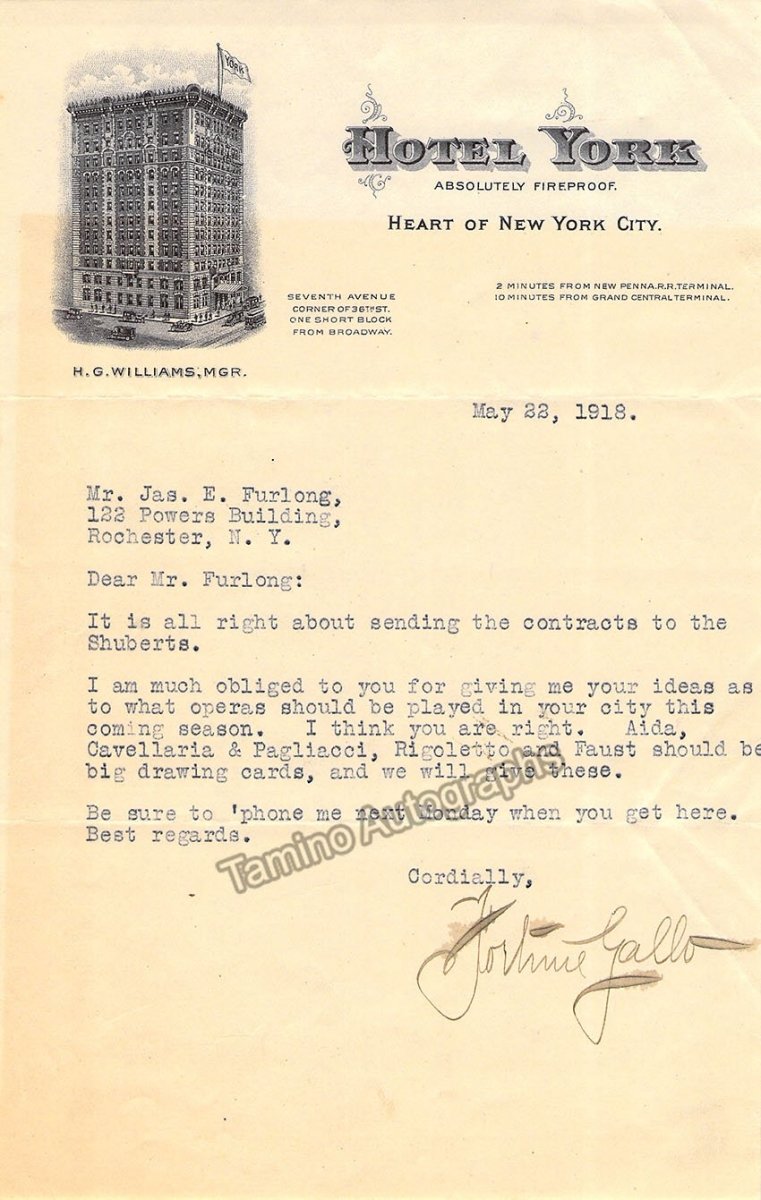 YORK
HOTEL YORK
ABSOLUTELY FIREPROOF.
HEART OF NEW YORK CITY.
SEVENTH AVENUE
CORNER OF 36TH ST.
ONE SHORT BLOCK
FROM BROADWAY.
2 MINUTES FROM NEW PENNA.R.R.TERMINAL.
10 MINUTES FROM GRAND CENTRAL TERMINAL.
H.G.WILLIAMS, MGR.
May 22, 1918.
Mr. Jas. E. Furlong,
122 Powers Building,
Rochester, N. Y.
Dear Mr. Furlong:
It is all right about sending the contracts to the
Shuberts.
I am much obliged to you for giving me your ideas as
to what operas should be played in your city this
coming season. I think you are right. Aida,
Cavellaria & Pagliacci, Rigoletto and Faust should be
big drawing cards, and we will give these.
Be sure to 'phone me next Monday when you get here.
Best regards.
Tamino Autographs
Cordially,
Fortune Gallo